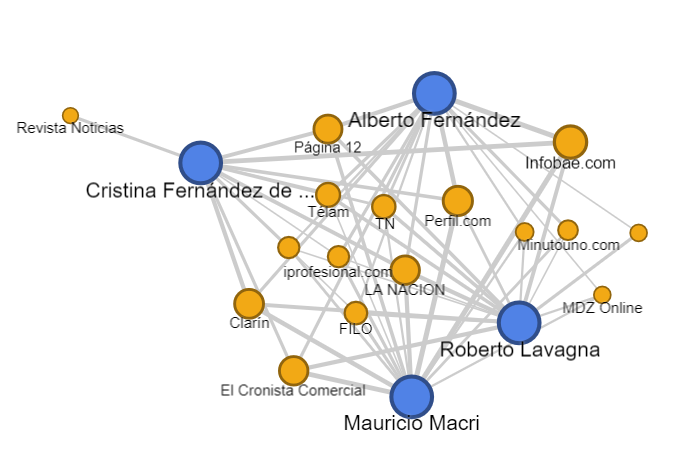 Revista Noticias
Alberto Fernández
Página 12
Infobae.com
Cristina Fernández de ...
Télam
TN
Perfil.com
Minutouno.com
iprofesional.com
LA NACION
MDZ Online
Clarín
FILO
Roberto Lavagna
El Cronista Comercial
Mauricio Macri